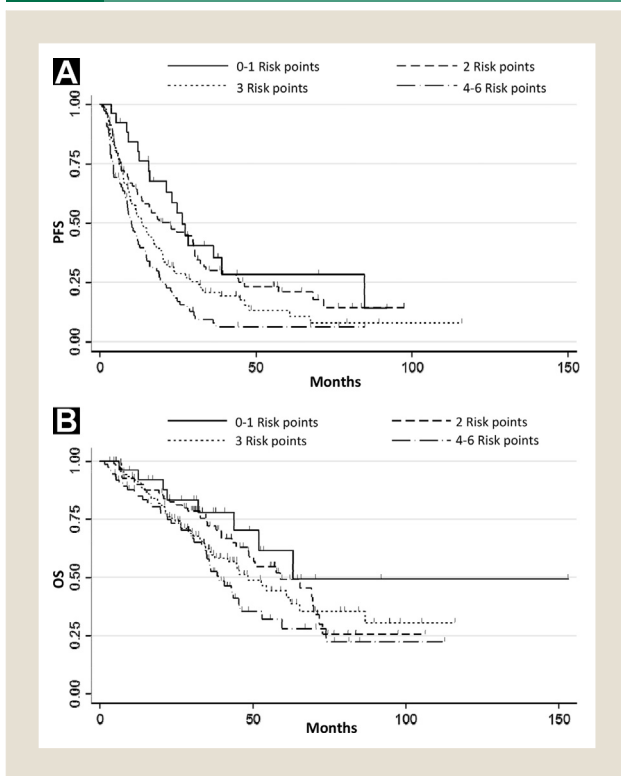 A
0-1 Risk points
2 Risk points
3 Risk points
4-6 Risk points
1.00
0.75
0.50
0.25
0.00
PFS
0
50
100
150
Months
B
0-1 Risk points
2 Risk points
3 Risk points
4-6 Risk points
1.00
0.75
0.50
0.25
0.00
OS
0
50
100
150
Months